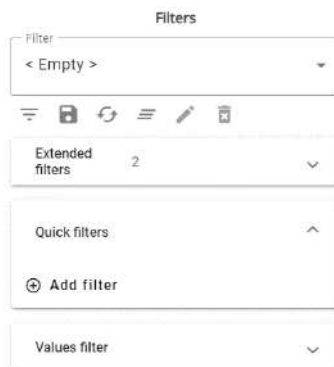 Filters
Filter
< Empty >
Extended
filters
2
Quick filters
Add filter
Values filter